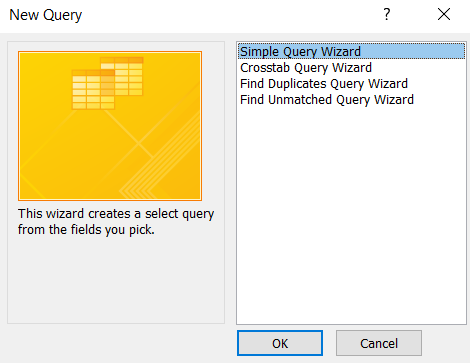 New Query
?
Simple Query Wizard
Crosstab Query Wizard
Find Duplicates Query Wizard
Find Unmatched Query Wizard
This wizard creates a select query
from the fields you pick.
OK
Cancel